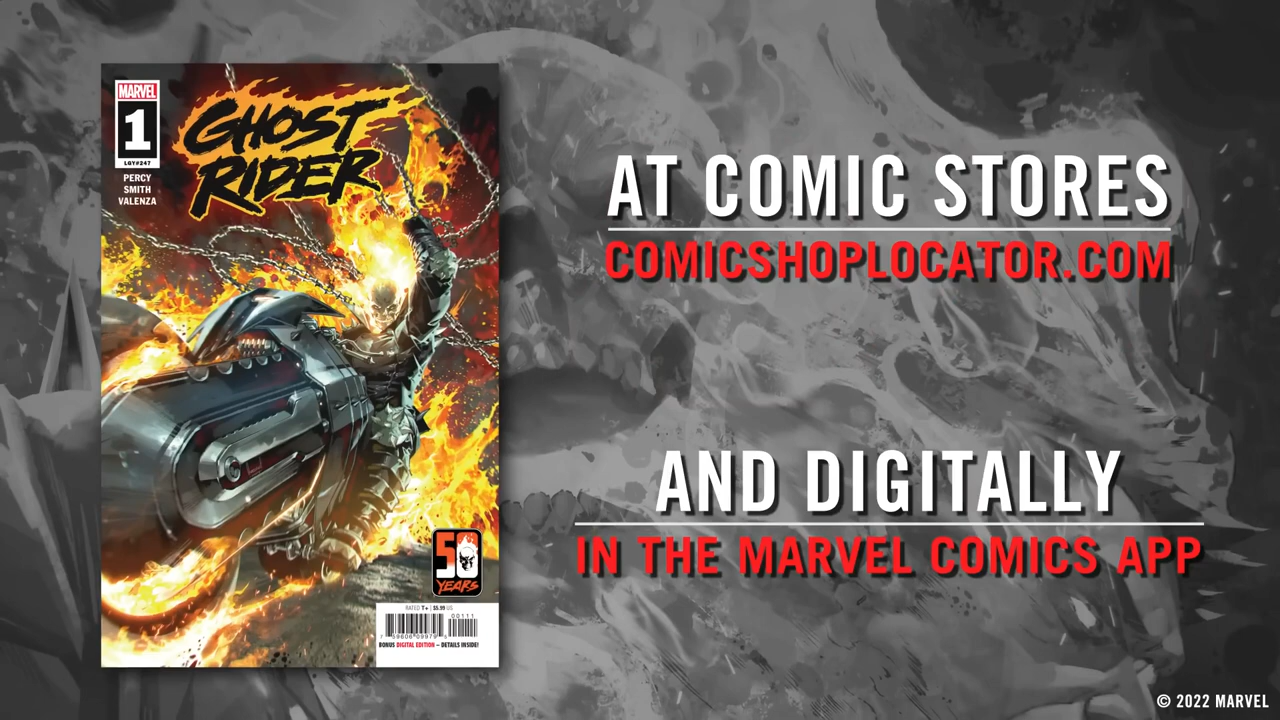 MARVEL
1
LGY#247
PERCY
SMITH
VALENZA
GHOST
RIDER
50
YEARS
RATED T+ | $5.99 US
00111
BONUS DIGITAL EDITION – DETAILS INSIDE!
AT COMIC STORES
COMICSHOPLOCATOR.COM
AND DIGITALLY
IN THE MARVEL COMICS APP
© 2022 MARVEL